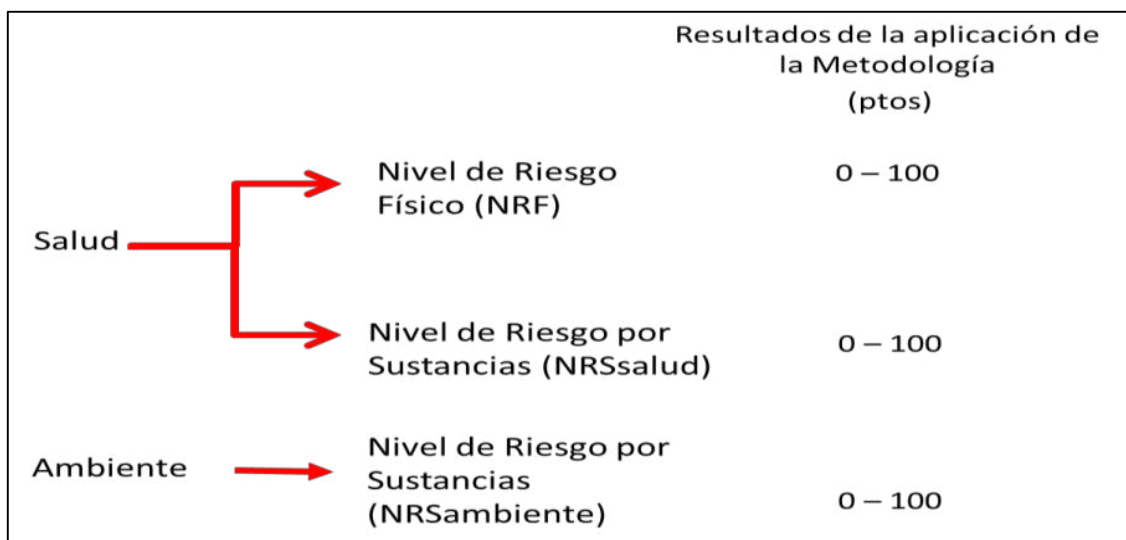 Resultados de la aplicación de
la Metodología
(ptos)
Nivel de Riesgo
Físico (NRF)
0 – 100
Salud
Nivel de Riesgo por
Sustancias (NRSsalud)
0 – 100
Ambiente
Nivel de Riesgo por
Sustancias
(NRSambiente)
0 – 100